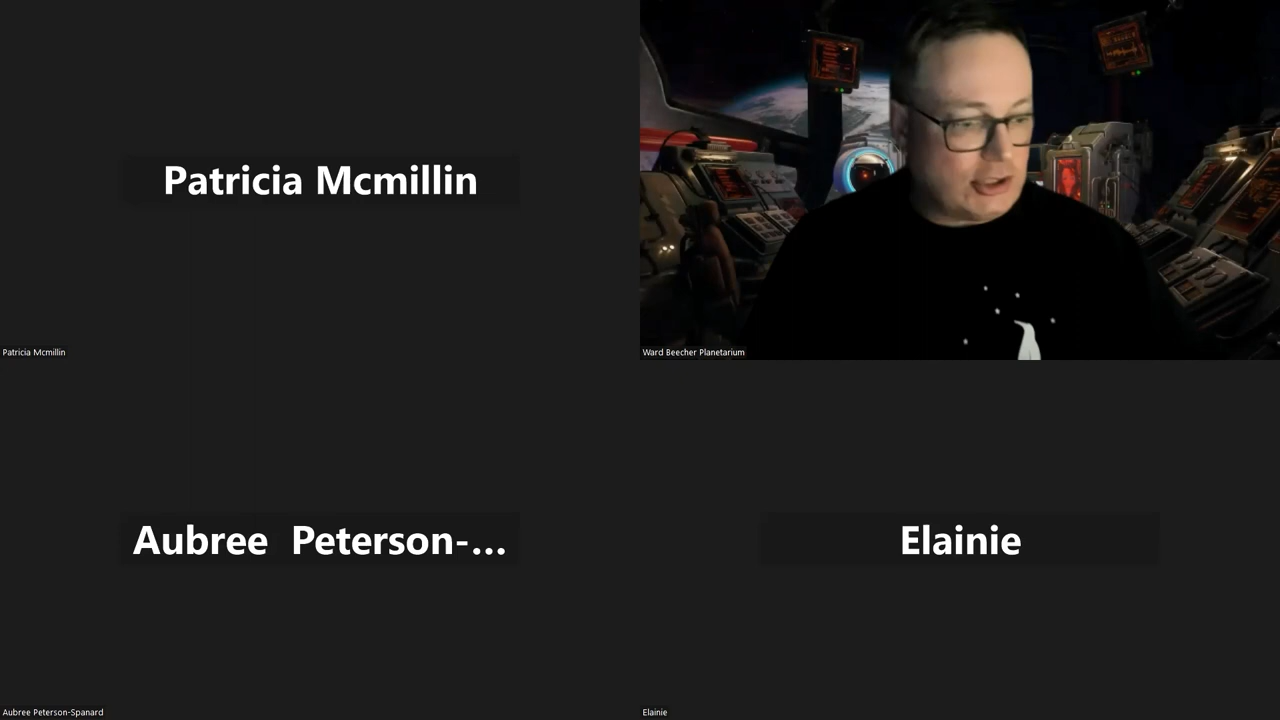 Patricia Mcmillin
Patricia Mcmillin
Ward Beecher Planetarium
Aubree Peterson-...
Aubree Peterson-Spanard
Elainie
Elainie